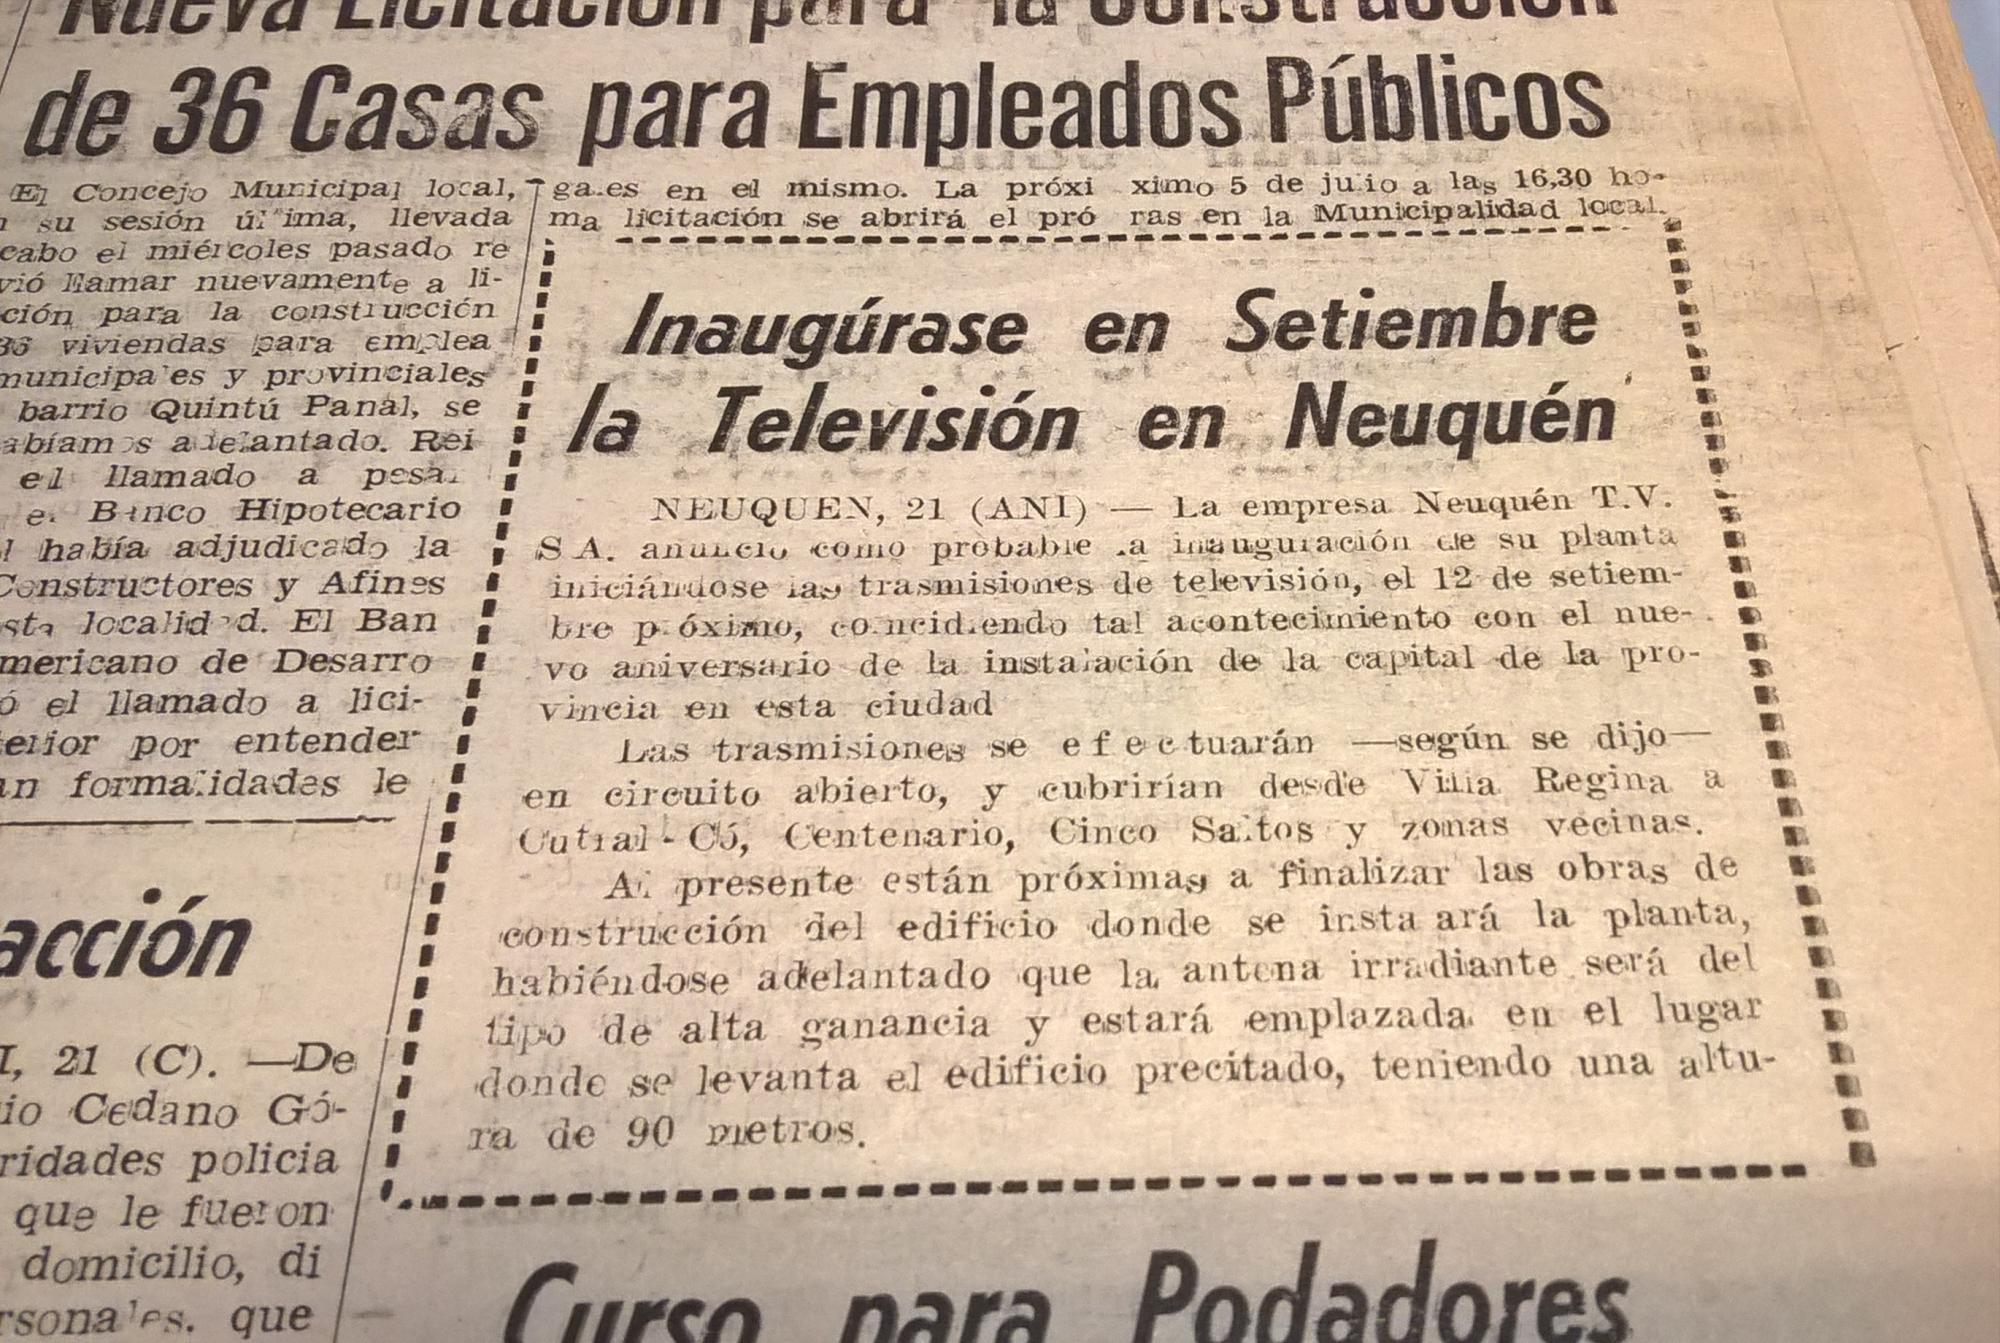 Nueva Licitación para la Construcción
de 36 Casas para Empleados Públicos
El Concejo Municipal local,
su sesión última, llevada
cabo el miércoles pasado re
vió llamar nuevamente a li-
ción para la construcción
36 viviendas para emplea
municipales y provinciales
barrio Quintú Panal, se
abíamos adelantado. Rei
el llamado a pesar
el Banco Hipotecario
l había adjudicado la
Constructores y Afines
sta localidad. El Ban
mericano de Desarro
ó el llamado a lici-
terior por entender
an formalidades le
gales en el mismo. La próxi
ma licitación se abrirá el pró
ximo 5 de julio a las 16,30 ho-
ras en la Municipalidad local.
Inaugúrase en Setiembre
la Televisión en Neuquén
NEUQUEN, 21 (ANI) — La empresa Neuquén T.V.
S A. anunció como probable la inauguración de su planta
iniciándose las trasmisiones de televisión, el 12 de setiem-
bre próximo, coincidiendo tal acontecimiento con el nue-
vo aniversario de la instalación de la capital de la pro-
vincia en esta ciudad
Las trasmisiones se efectuarán —según se dijo—
en circuito abierto, y cubrirían desde Villa Regina a
Cutral-Có, Centenario, Cinco Saltos y zonas vecinas.
Al presente están próximas a finalizar las obras de
construcción del edificio donde se instalará la planta,
habiéndose adelantado que la antena irradiante será del
tipo de alta ganancia y estará emplazada en el lugar
donde se levanta el edificio precitado, teniendo una altu-
ra de 90 metros.
acción
I, 21 (C). —De
io Cedano Gó-
ridades policia
que le fueron
domicilio, di
rsonales. que
Curso para Podadores